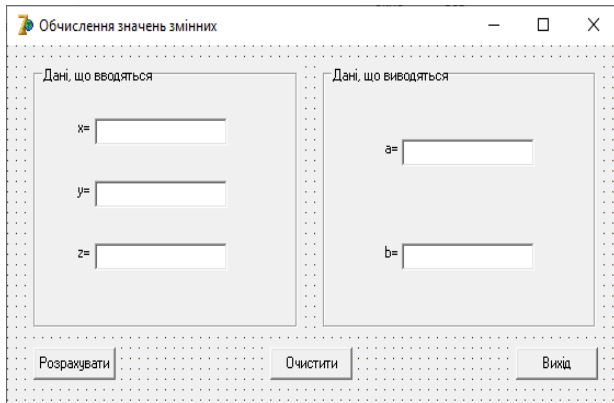 Обчислення значень змінних
Дані, що вводяться
x=
y=
z=
Дані, що виводяться
a=
b=
Розрахувати
Очистити
Вихід